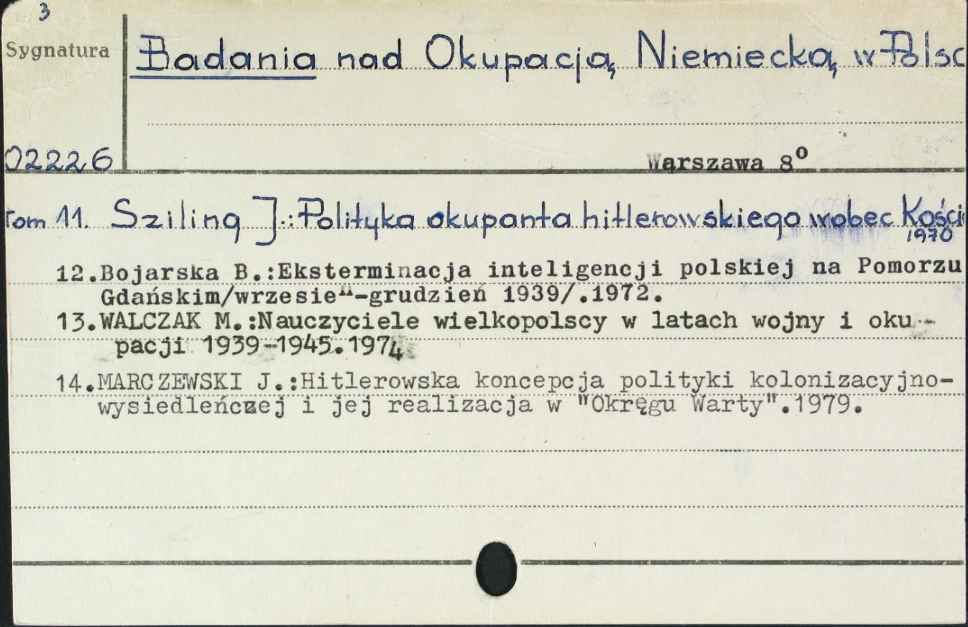 3
Sygnatura
Badania nad Okupacją Niemiecką w Polsc
02226
Warszawa 8°
Tom 11. Sziling J.: Polityka okupanta hitlerowskiego wobec Kości
1970
12.Bojarska B.:Eksterminacja inteligencji polskiej na Pomorzu
Gdańskim/wrzesie"-grudzień 1939/.1972.
13.WALCZAK M.:Nauczyciele wielkopolscy w latach wojny i oku-
pacji 1939-1945.1974
14.MARCZEWSKI J.:Hitlerowska koncepcja polityki kolonizacyjno-
wysiedleńczej i jej realizacja w "Okręgu Warty".1979.